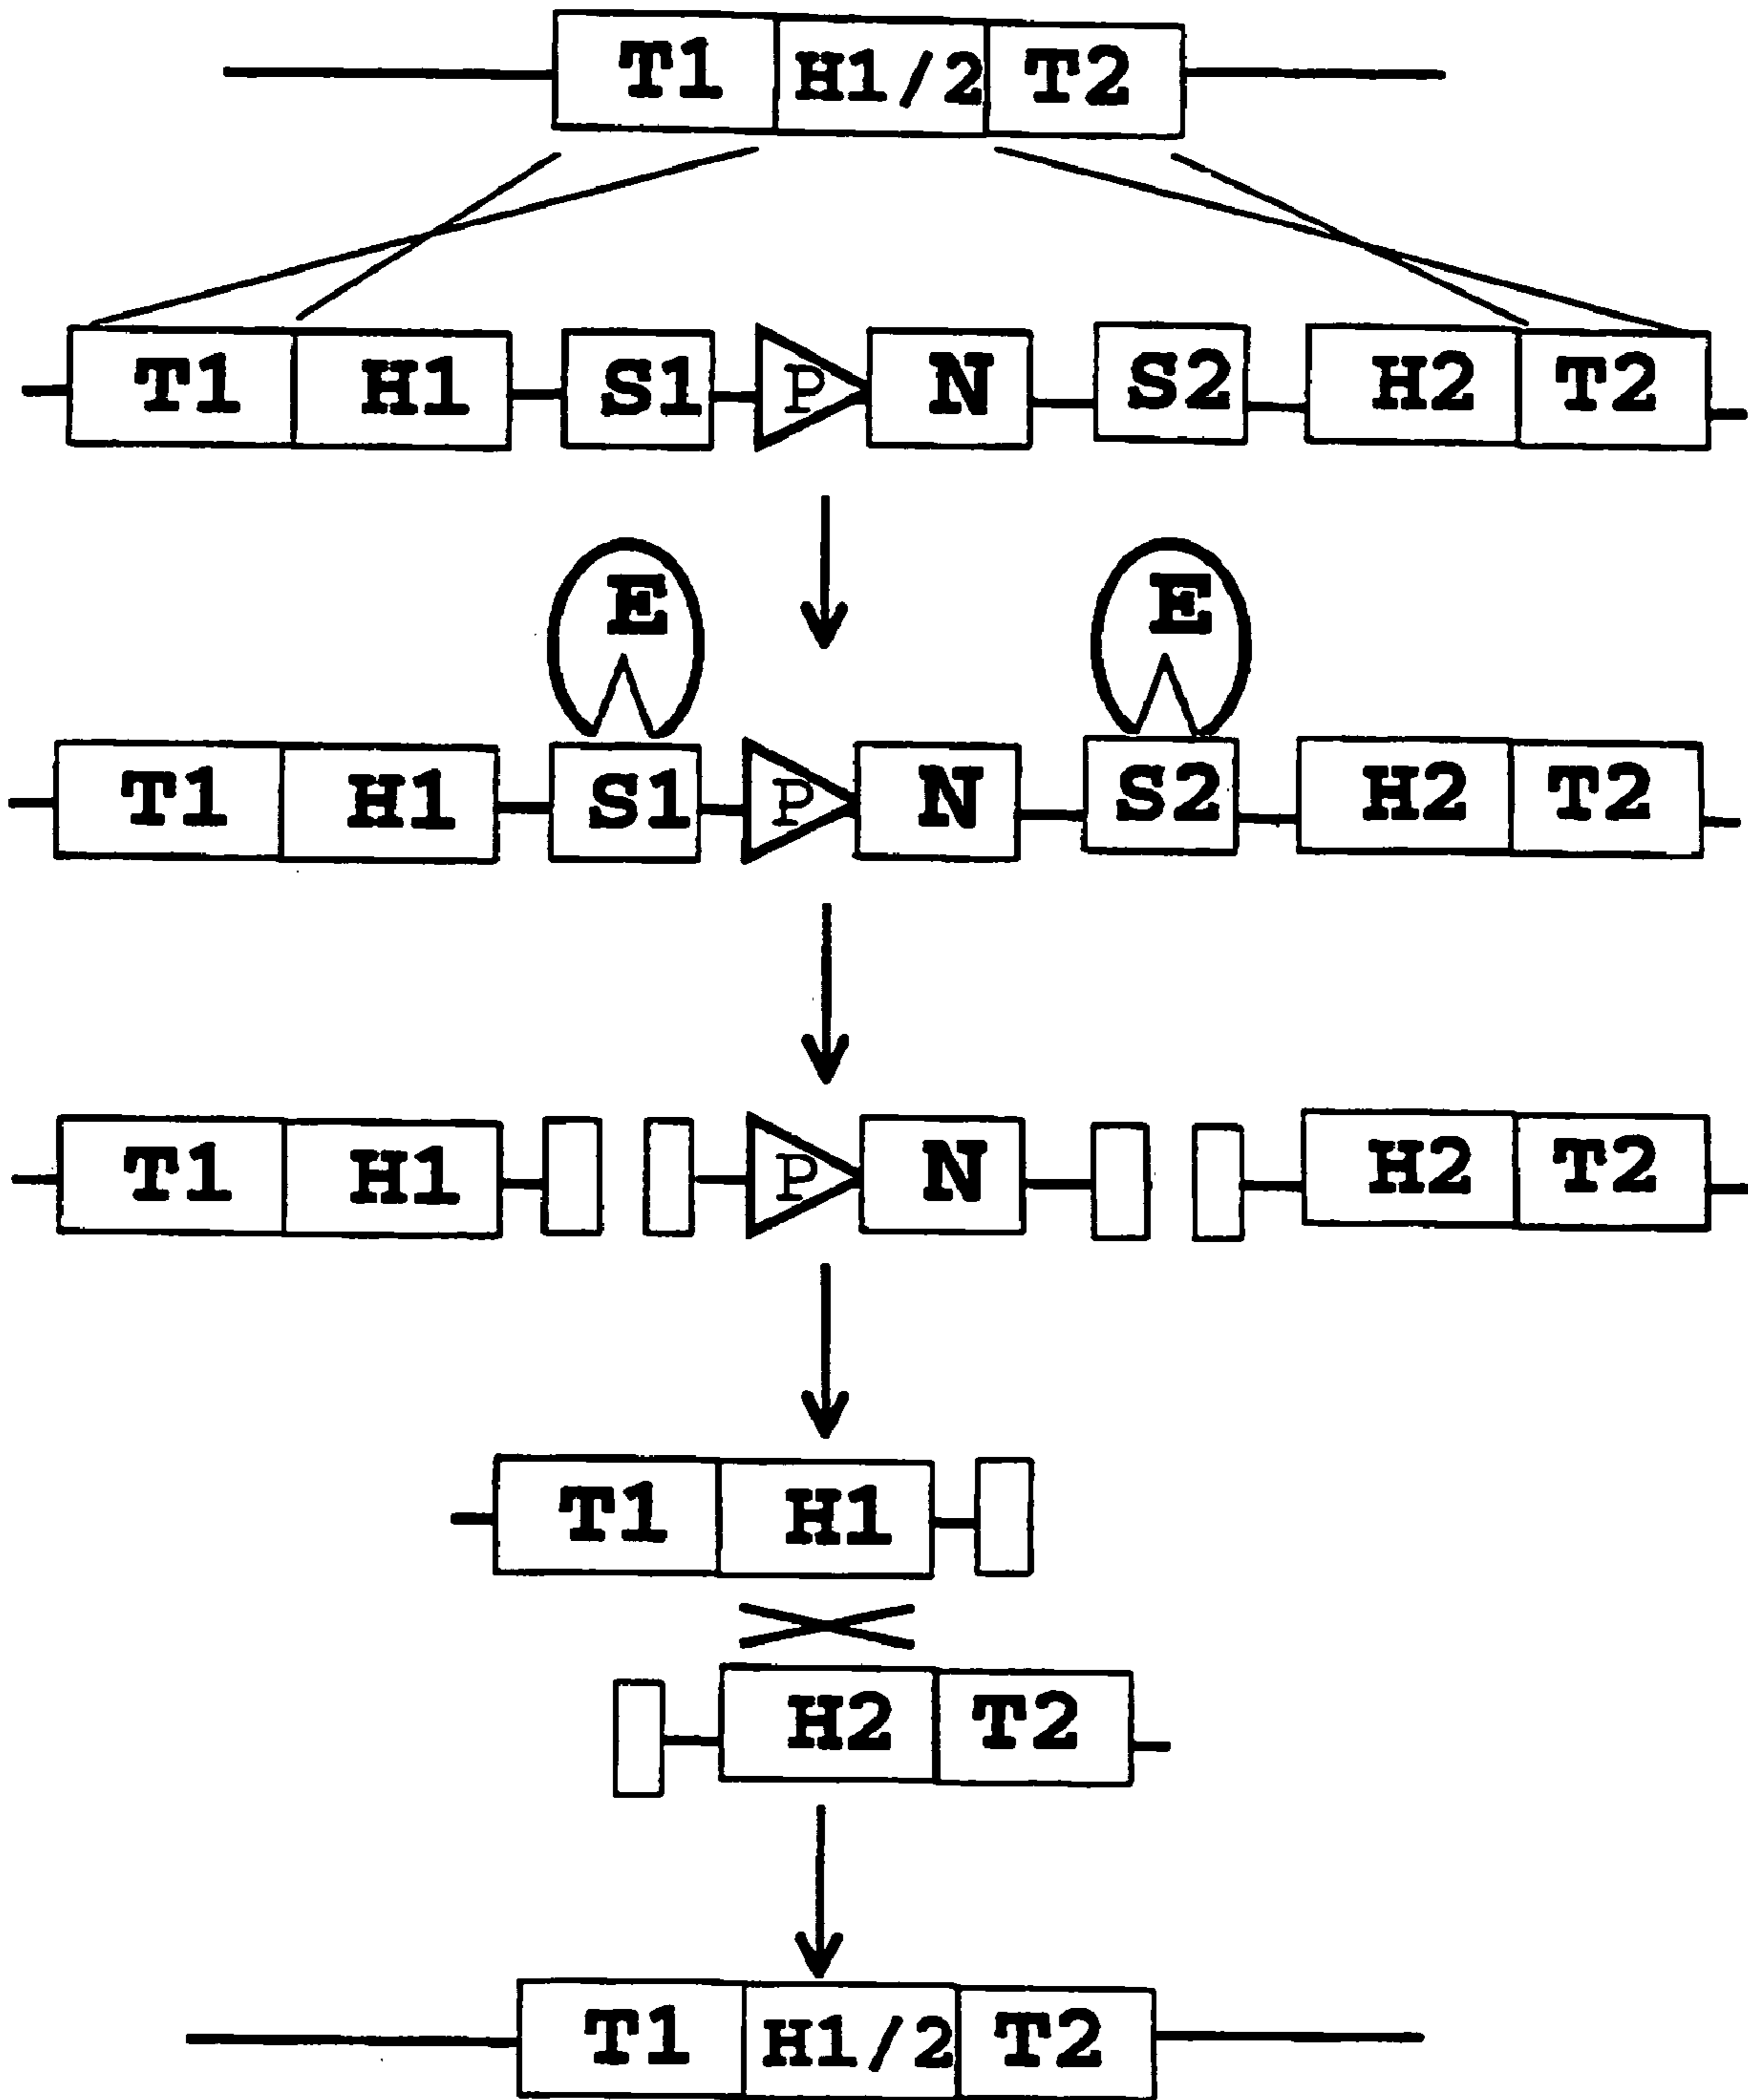 T1 H1/2 T2
T1 H1 S1 P N S2 H2 T2
E E
T1 H1 S1 P N S2 H2 T2
T1 H1 P N H2 T2
T1 H1
H2 T2
T1 H1/2 T2